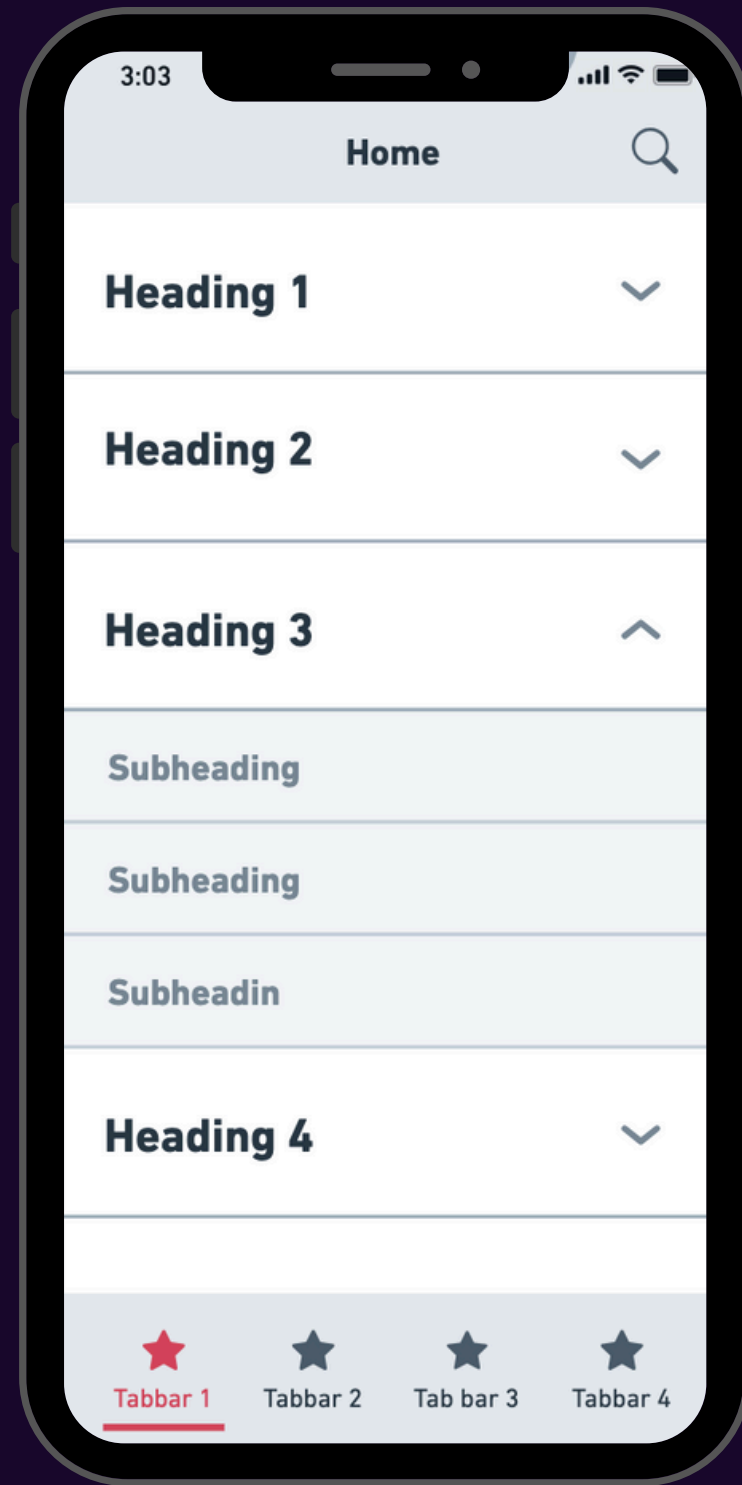 3:03
Home
Heading 1
Heading 2
Heading 3
Subheading
Subheading
Subheadin
Heading 4
Tabbar 1 Tabbar 2 Tab bar 3 Tabbar 4